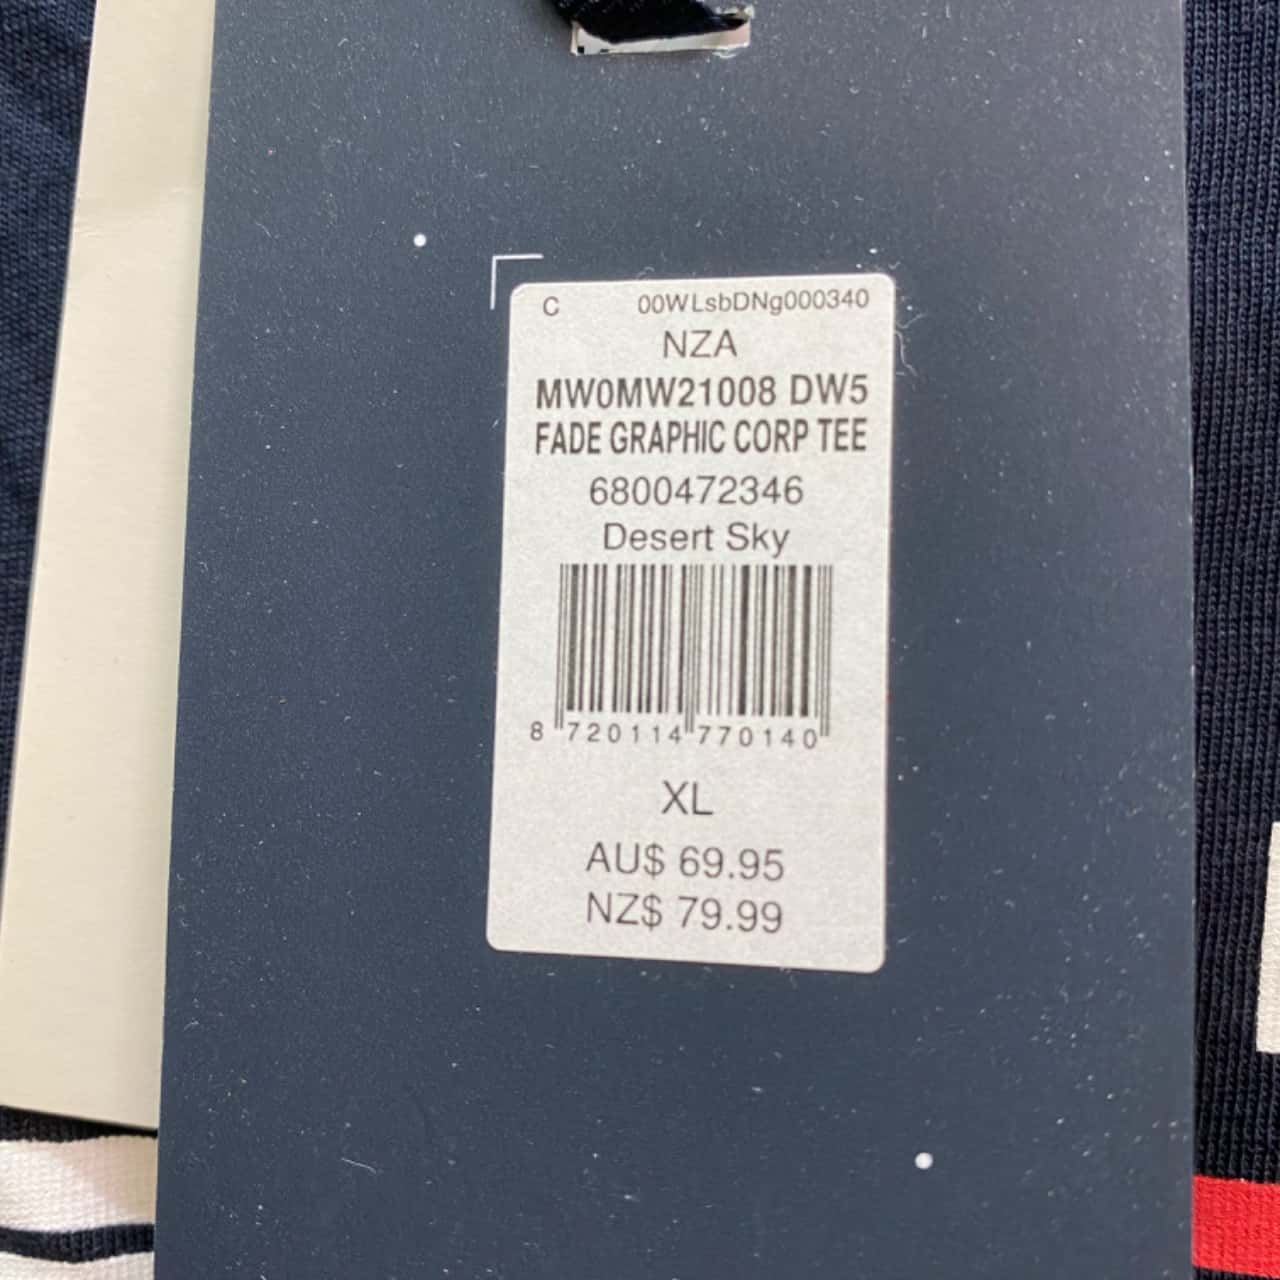 C 00WLsbDNg000340
NZA
MW0MW21008 DW5
FADE GRAPHIC CORP TEE
6800472346
Desert Sky
8 720114 770140
XL
AU$ 69.95
NZ$ 79.99